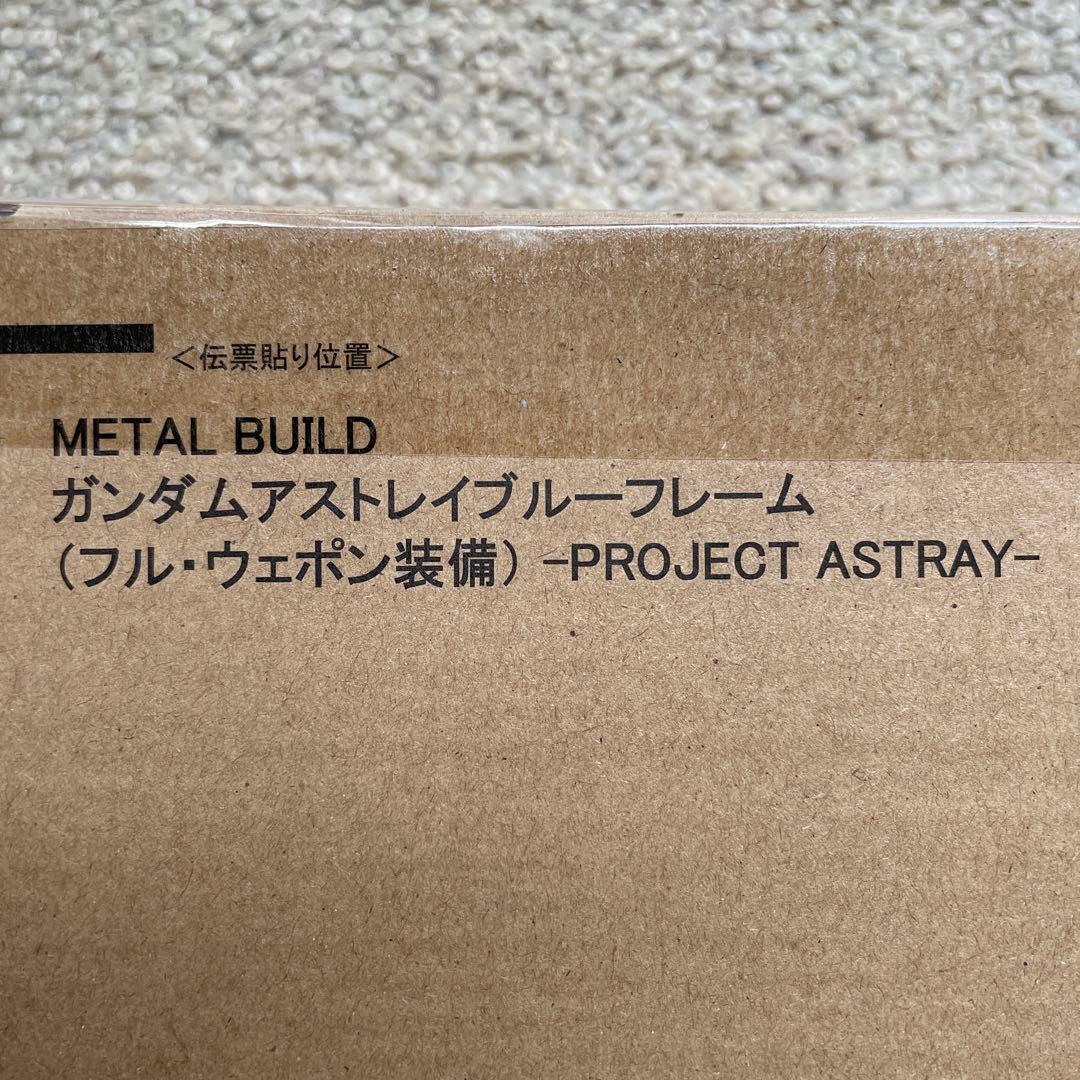 ＜伝票貼り位置＞
METAL BUILD
ガンダムアストレイブルーフレーム
（フル・ウェポン装備）-PROJECT ASTRAY-